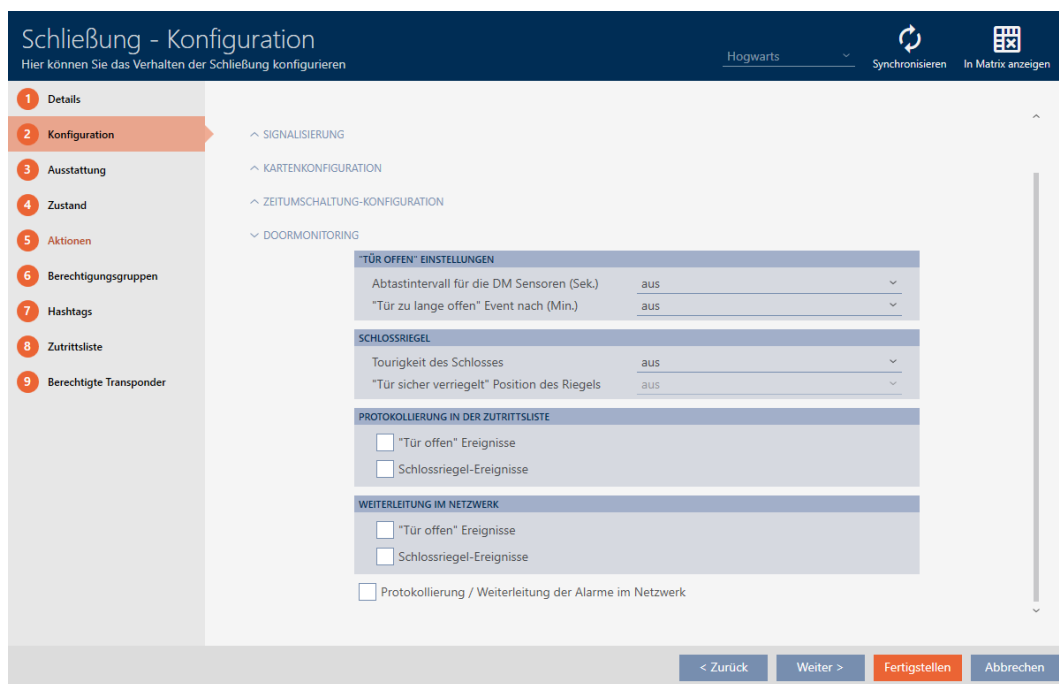 Schließung - Konfiguration
Hier können Sie das Verhalten der Schließung konfigurieren
Hogwarts
Synchronisieren
In Matrix anzeigen
1 Details
2 Konfiguration
3 Ausstattung
4 Zustand
5 Aktionen
6 Berechtigungsgruppen
7 Hashtags
8 Zutrittsliste
9 Berechtigte Transponder
SIGNALISIERUNG
KARTENKONFIGURATION
ZEITUMSCHALTUNG-KONFIGURATION
DOORMONITORING
"TÜR OFFEN" EINSTELLUNGEN
Abtastintervall für die DM Sensoren (Sek.) aus
"Tür zu lange offen" Event nach (Min.) aus
SCHLOSSRIEGEL
Tourigkeit des Schlosses aus
"Tür sicher verriegelt" Position des Riegels aus
PROTOKOLLIERUNG IN DER ZUTRITTSLISTE
"Tür offen" Ereignisse
Schlossriegel-Ereignisse
WEITERLEITUNG IM NETZWERK
"Tür offen" Ereignisse
Schlossriegel-Ereignisse
Protokollierung / Weiterleitung der Alarme im Netzwerk
< Zurück
Weiter >
Fertigstellen
Abbrechen